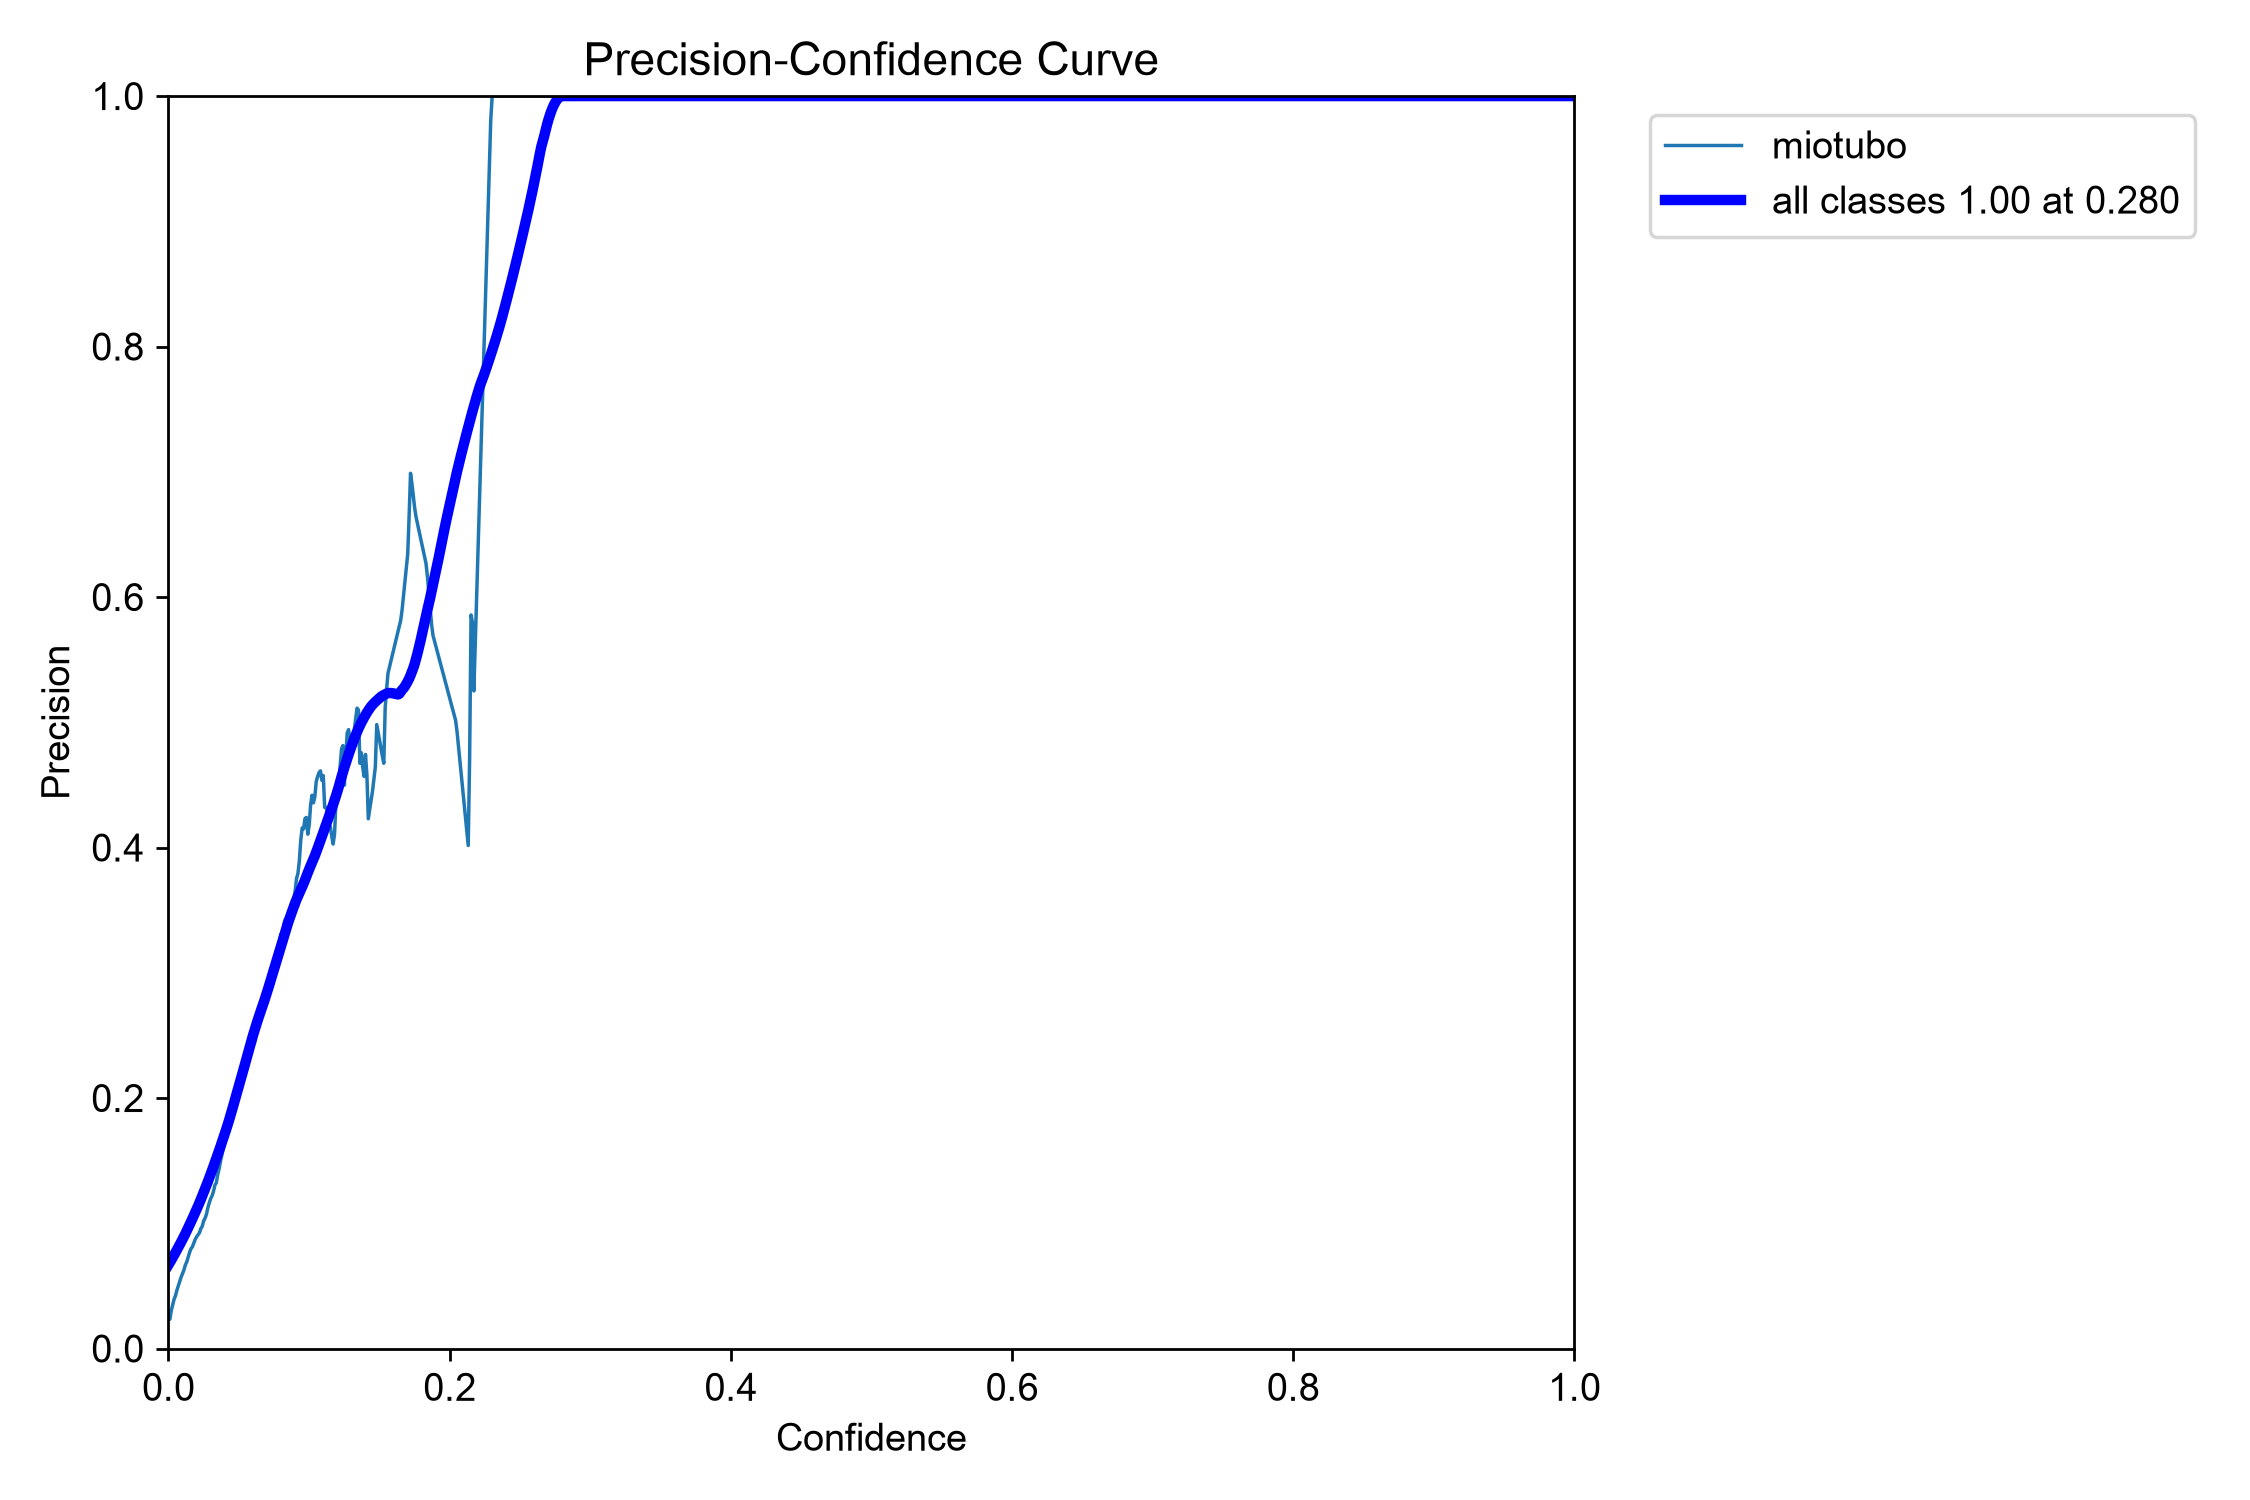 Precision-Confidence Curve
1.0
0.8
0.6
0.4
0.2
0.0
Precision
0.0 0.2 0.4 0.6 0.8 1.0
Confidence
miotubo
all classes 1.00 at 0.280